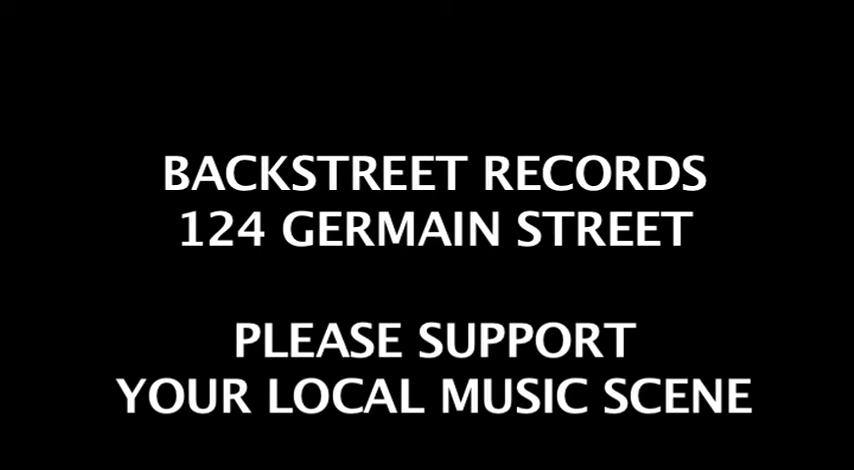 BACKSTREET RECORDS
124 GERMAIN STREET
PLEASE SUPPORT
YOUR LOCAL MUSIC SCENE